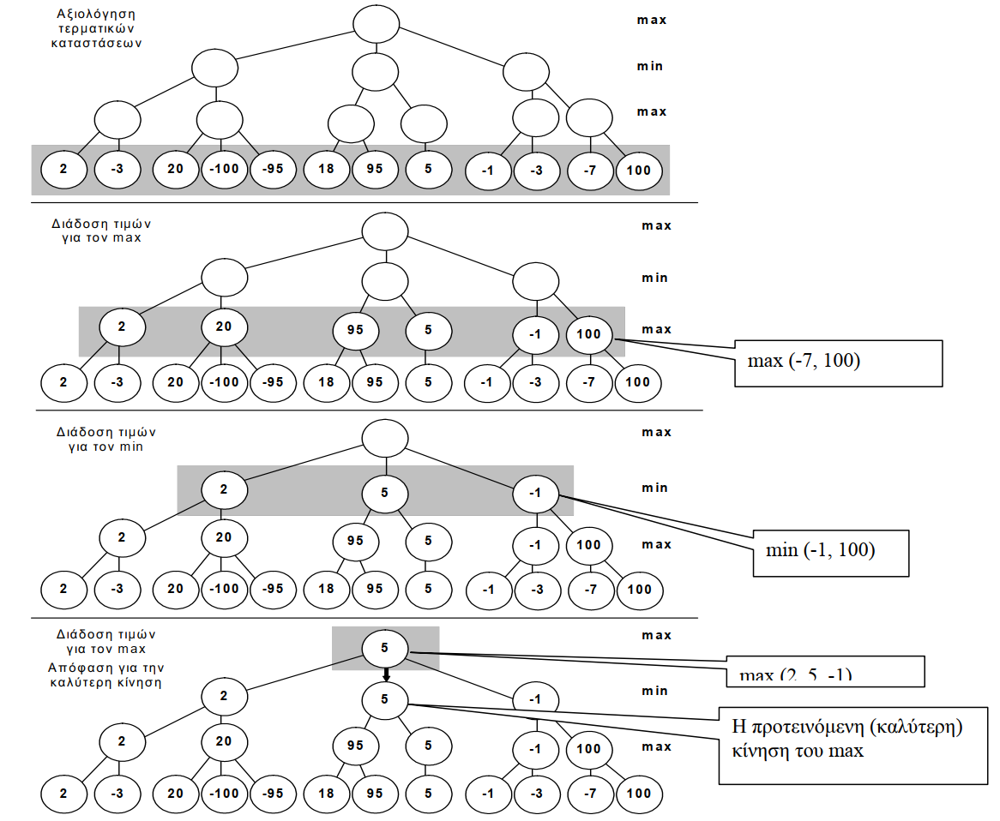 Αξιολόγηση
τερματικών
καταστάσεων
max
min
max
2 -3 20 -100 -95 18 95 5 -1 -3 -7 100
Διάδοση τιμών
για τον max
max
min
2 20 95 5 -1 100 max
max (-7, 100)
2 -3 20 -100 -95 18 95 5 -1 -3 -7 100
Διάδοση τιμών
για τον min
max
2 5 -1 min
2 20 95 5 -1 100 max
min (-1, 100)
2 -3 20 -100 -95 18 95 5 -1 -3 -7 100
Διάδοση τιμών
για τον max
Απόφαση για την
καλύτερη κίνηση
5 max
max (2, 5, -1)
2 5 -1 min
Η προτεινόμενη (καλύτερη)
κίνηση του max
2 20 95 5 -1 100 max
2 -3 20 -100 -95 18 95 5 -1 -3 -7 100